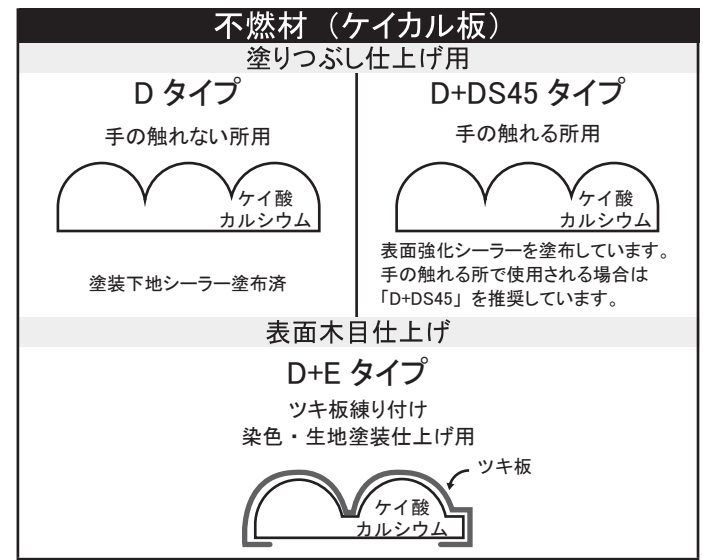 不燃材（ケイカル板）
塗りつぶし仕上げ用
D タイプ
手の触れない所用
ケイ酸
カルシウム
塗装下地シーラー塗布済
D+DS45 タイプ
手の触れる所用
ケイ酸
カルシウム
表面強化シーラーを塗布しています。
手の触れる所で使用される場合は
「D+DS45」を推奨しています。
表面木目仕上げ
D+E タイプ
ツキ板練り付け
染色・生地塗装仕上げ用
ツキ板
ケイ酸
カルシウム